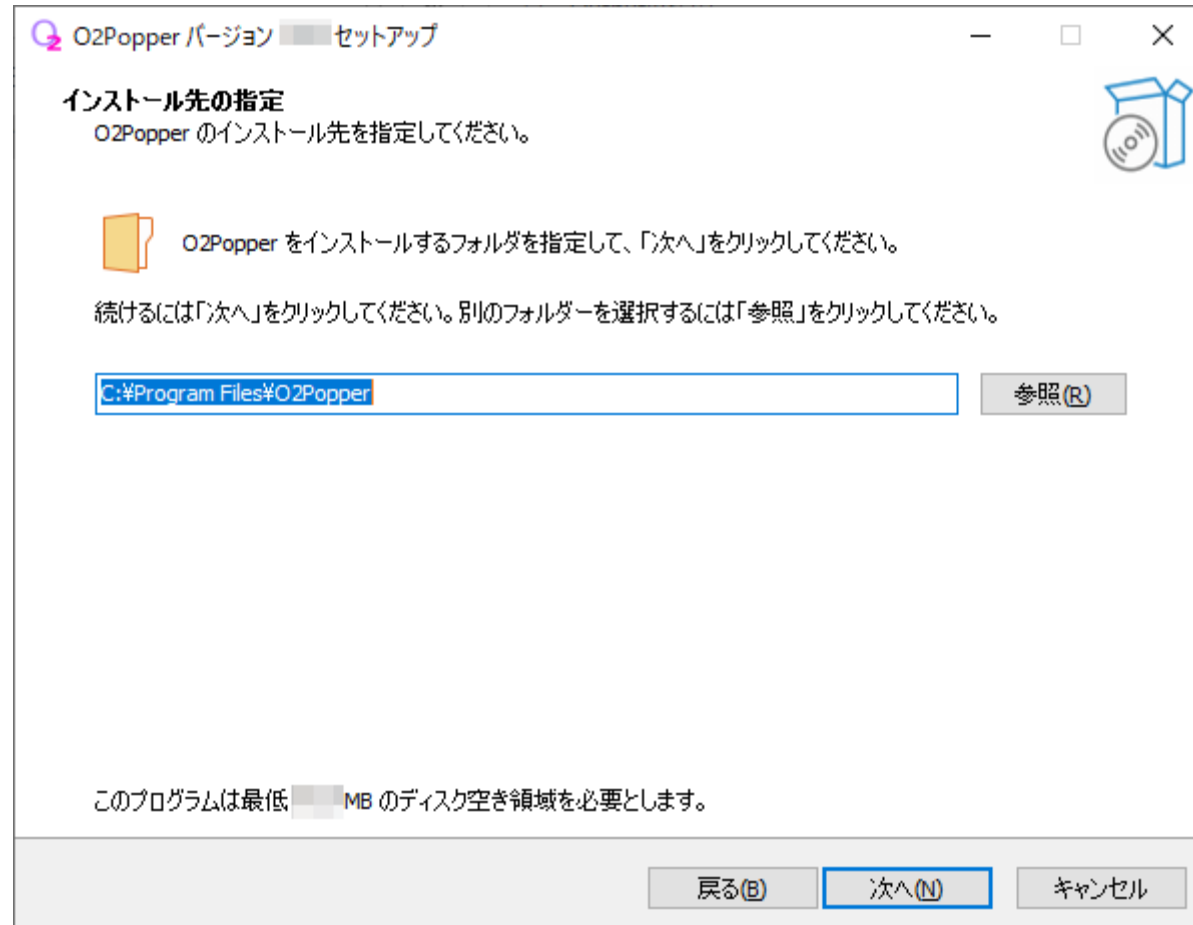 O2Popper バージョン セットアップ
インストール先の指定
O2Popper のインストール先を指定してください。
O2Popper をインストールするフォルダを指定して、「次へ」をクリックしてください。
続けるには「次へ」をクリックしてください。別のフォルダーを選択するには「参照」をクリックしてください。
C:¥Program Files¥O2Popper
参照(R)
このプログラムは最低 MB のディスク空き領域を必要とします。
戻る(B)
次へ(N)
キャンセル